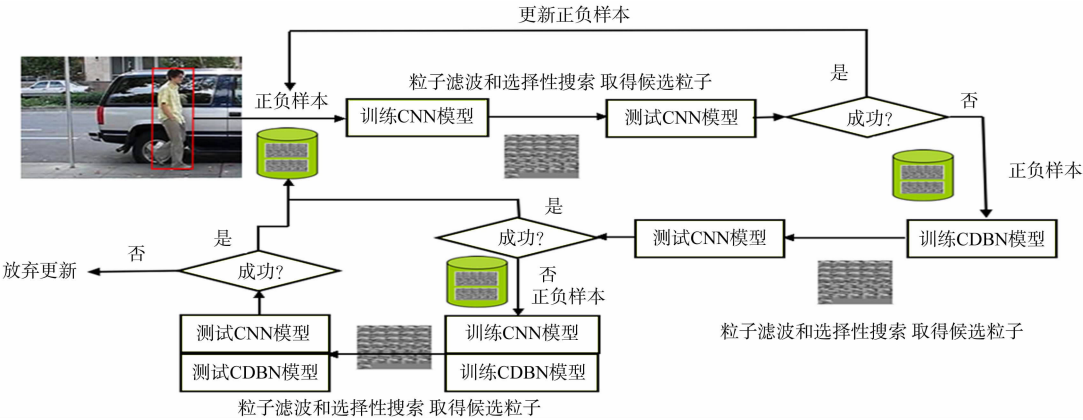 更新正负样本
粒子滤波和选择性搜索 取得候选粒子
是
正负样本
训练CNN模型
测试CNN模型
成功?
否
正负样本
是
成功?
测试CNN模型
训练CDBN模型
否
是
成功?
放弃更新
否
正负样本
测试CNN模型
测试CDBN模型
训练CNN模型
训练CDBN模型
粒子滤波和选择性搜索 取得候选粒子
粒子滤波和选择性搜索 取得候选粒子